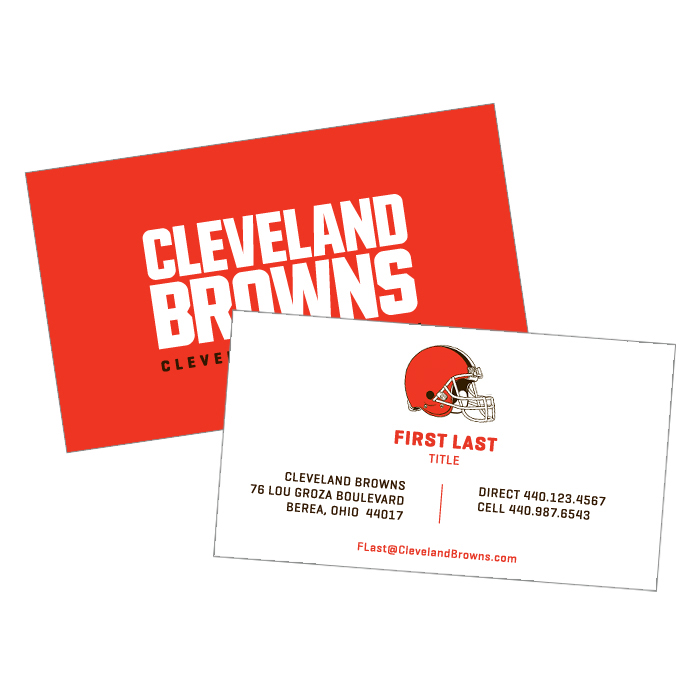 CLEVELAND
BROWNS
FIRST LAST
TITLE
CLEVELAND BROWNS
76 LOU GROZA BOULEVARD
BEREA, OHIO 44017
DIRECT 440.123.4567
CELL 440.987.6543
FLast@ClevelandBrowns.com